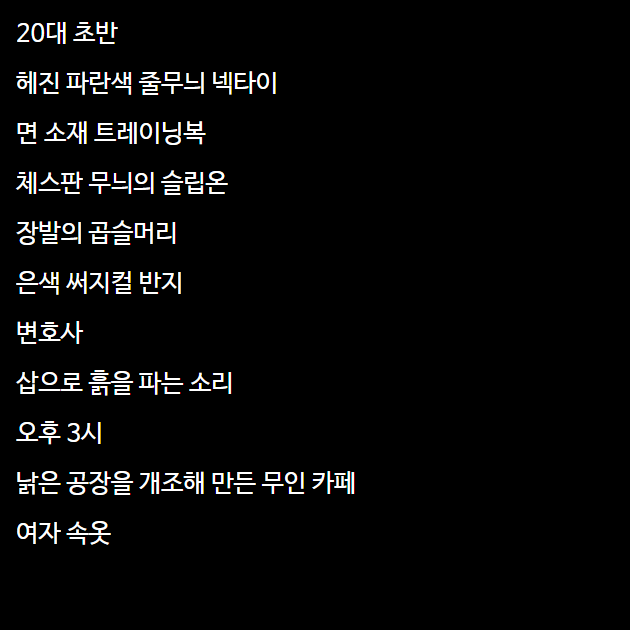 20대 초반
헤진 파란색 줄무늬 넥타이
면 소재 트레이닝복
체스판 무늬의 슬립온
장발의 곱슬머리
은색 써지컬 반지
변호사
삽으로 흙을 파는 소리
오후 3시
낡은 공장을 개조해 만든 무인 카페
여자 속옷